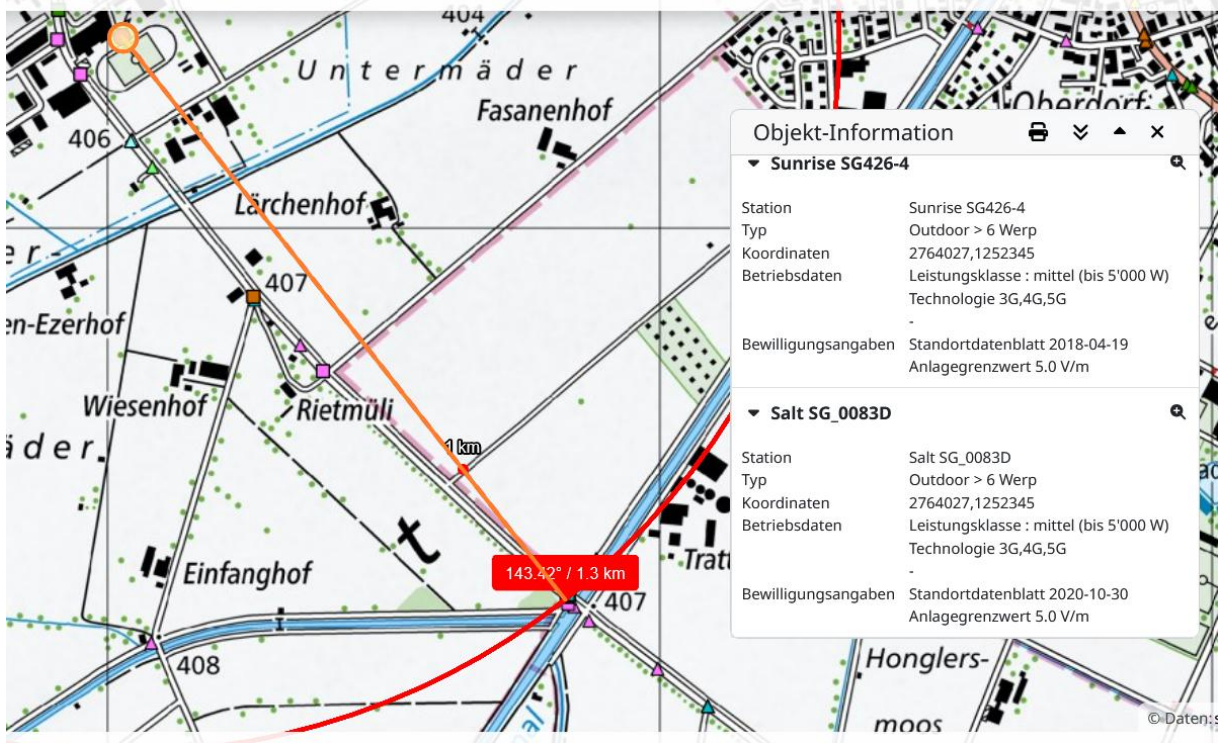 404
Untermäder
Fasanenhof
Oberdorf
406
Lärchenhof
407
en-Ezerhof
Wiesenhof
Rietmüli
äder
1 km
t
Einfanghof
143.42° / 1.3 km
407
408
Tratt
Honglers-
moos
nal
Objekt-Information
Sunrise SG426-4
Station Sunrise SG426-4
Typ Outdoor > 6 Werp
Koordinaten 2764027,1252345
Betriebsdaten Leistungsklasse : mittel (bis 5'000 W)
Technologie 3G,4G,5G
-
Bewilligungsangaben Standortdatenblatt 2018-04-19
Anlagegrenzwert 5.0 V/m
Salt SG_0083D
Station Salt SG_0083D
Typ Outdoor > 6 Werp
Koordinaten 2764027,1252345
Betriebsdaten Leistungsklasse : mittel (bis 5'000 W)
Technologie 3G,4G,5G
-
Bewilligungsangaben Standortdatenblatt 2020-10-30
Anlagegrenzwert 5.0 V/m
© Daten:s